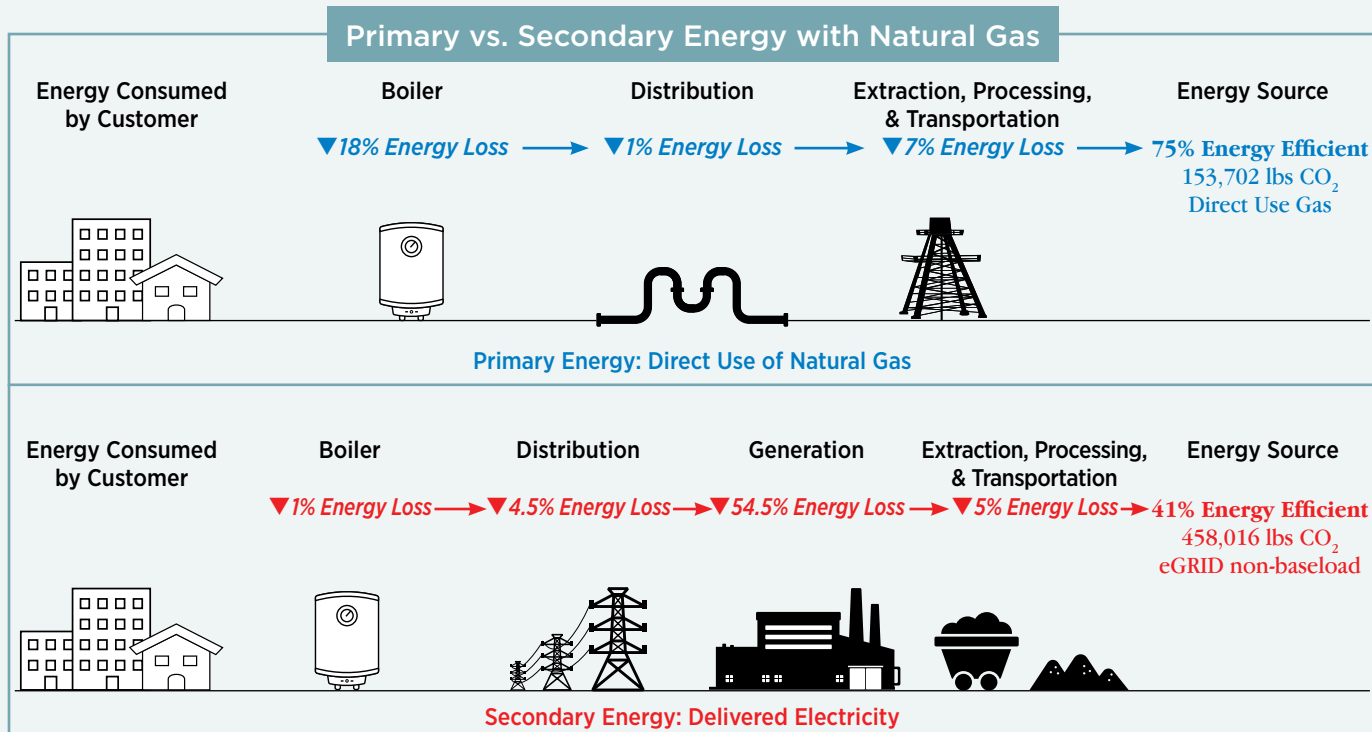 Primary vs. Secondary Energy with Natural Gas
Energy Consumed
by Customer
Boiler
▼18% Energy Loss
Distribution
▼1% Energy Loss
Extraction, Processing,
& Transportation
▼7% Energy Loss
Energy Source
75% Energy Efficient
153,702 lbs CO₂
Direct Use Gas
Primary Energy: Direct Use of Natural Gas
Energy Consumed
by Customer
Boiler
▼1% Energy Loss
Distribution
▼4.5% Energy Loss
Generation
▼54.5% Energy Loss
Extraction, Processing,
& Transportation
▼5% Energy Loss
Energy Source
41% Energy Efficient
458,016 lbs CO₂
eGRID non-baseload
Secondary Energy: Delivered Electricity